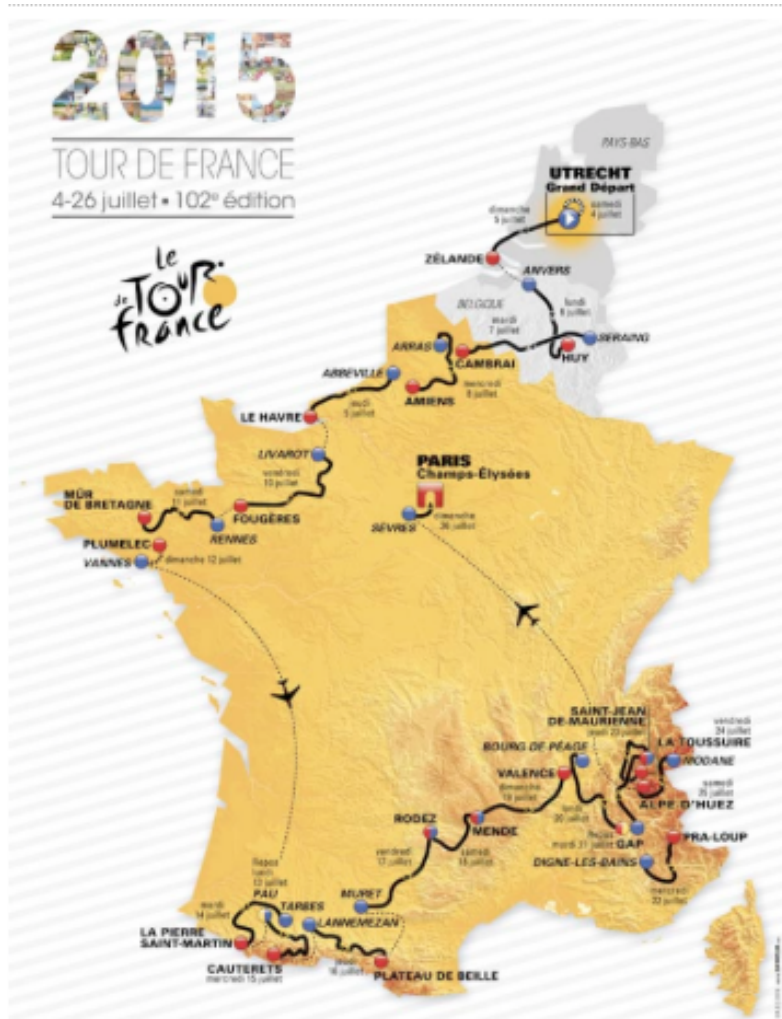 2015
TOUR DE FRANCE
4-26 juillet • 102e édition
Le
TOUR
de
france
PAYS-BAS
UTRECHT
Grand Départ
samedi
4 juillet
dimanche
5 juillet
ZÉLANDE
ANVERS
BELGIQUE
lundi
6 juillet
mardi
7 juillet
SERAING
HUY
ARRAS
CAMBRAI
ABBEVILLE
AMIENS
mercredi
8 juillet
jeudi
9 juillet
LE HAVRE
LIVAROT
vendredi
10 juillet
PARIS
Champs-Élysées
dimanche
26 juillet
SÈVRES
samedi
11 juillet
MÛR
DE BRETAGNE
FOUGÈRES
RENNES
PLUMELEC
dimanche 12 juillet
VANNES
SAINT-JEAN
DE-MAURIENNE
jeudi 23 juillet
vendredi
24 juillet
LA TOUSSUIRE
BOURG DE PÉAGE
MODANE
VALENCE
dimanche
19 juillet
samedi
25 juillet
ALPE-D'HUEZ
lundi
20 juillet
RODEZ
MENDE
Repos
mardi 21 juillet
GAP
PRA-LOUP
vendredi
17 juillet
samedi
18 juillet
DIGNE-LES-BAINS
mercredi
22 juillet
Repos
lundi
13 juillet
PAU
MURET
mardi
14 juillet
TARBES
LANNEMEZAN
LA PIERRE
SAINT-MARTIN
CAUTERETS
mercredi 15 juillet
jeudi
16 juillet
PLATEAU DE BEILLE